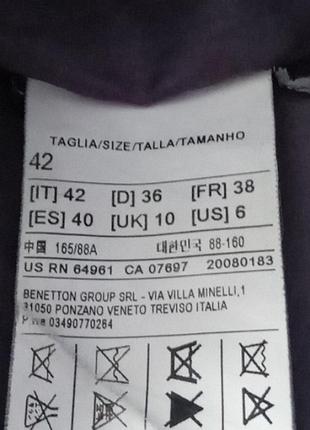 TAGLIA/SIZE/TALLA/TAMANHO
42
[IT] 42 [D] 36 [FR] 38
[ES] 40 [UK] 10 [US] 6
中国 165/88A 대한민국 88-160
US RN 64961 CA 07697 20080183
BENETTON GROUP SRL - VIA VILLA MINELLI,1
31050 PONZANO VENETO TREVISO ITALIA
03490770264